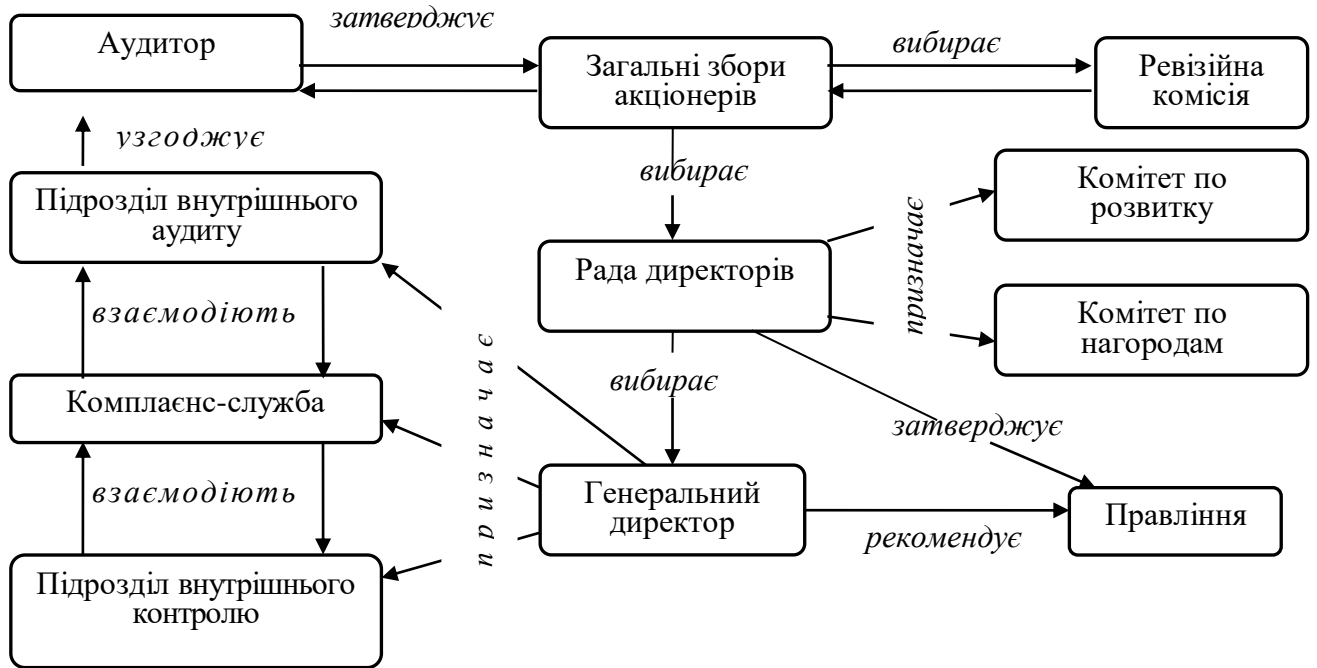 затверджує
Аудитор
Загальні збори
акціонерів
вибирає
Ревізійна
комісія
узгоджує
вибирає
Підрозділ внутрішнього
аудиту
Комітет по
розвитку
Рада директорів
призначає
взаємодіють
Комітет по
нагородам
вибирає
Комплаєнс-служба
призначає
затверджує
взаємодіють
Генеральний
директор
рекомендує
Правління
Підрозділ внутрішнього
контролю